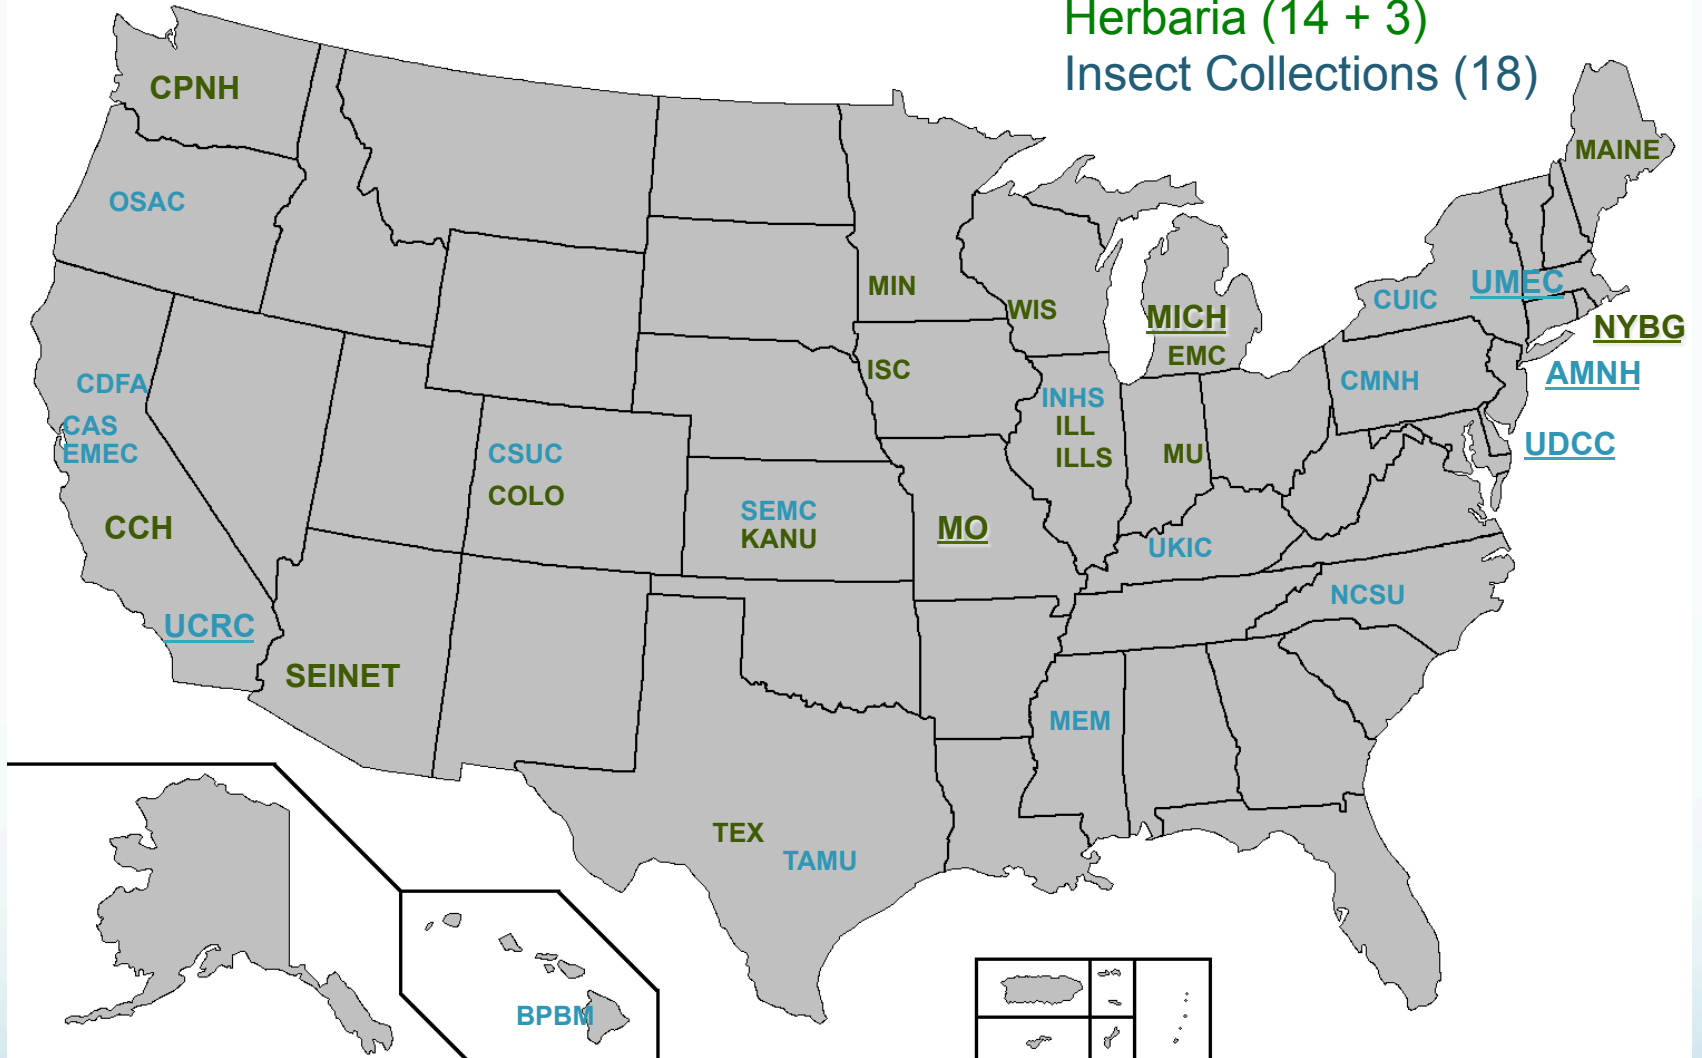 Herbaria (14 + 3)
Insect Collections (18)
CPNH
MAINE
OSAC
MIN
WIS
MICH
EMC
CUIC
UMEC
NYBG
ISC
CDFA
CAS
EMEC
INHS
ILL
ILLS
CMNH
AMNH
CSUC
COLO
MU
UDCC
SEMC
KANU
CCH
MO
UKIC
NCSU
UCRC
SEINET
MEM
TEX
TAMU
BPBM